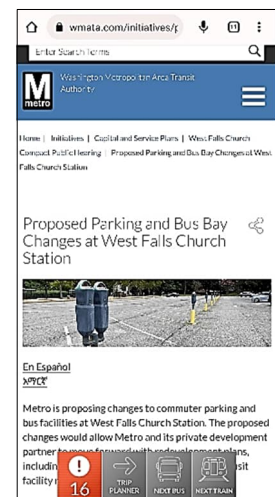 wmata.com/initiatives/p
Enter Search Terms
M
metro
Washington Metropolitan Area Transit
Authority
Home | Initiatives | Capital and Service Plans | West Falls Church
Compact Public Hearing | Proposed Parking and Bus Bay Changes at West
Falls Church Station
Proposed Parking and Bus Bay
Changes at West Falls Church
Station
En Español
አማርኛ
Metro is proposing changes to commuter parking and
bus facilities at West Falls Church Station. The proposed
changes would allow Metro and its private development
partner to move forward with redevelopment plans,
includin
sit
facility r
16
TRIP
PLANNER
NEXT BUS
NEXT TRAIN